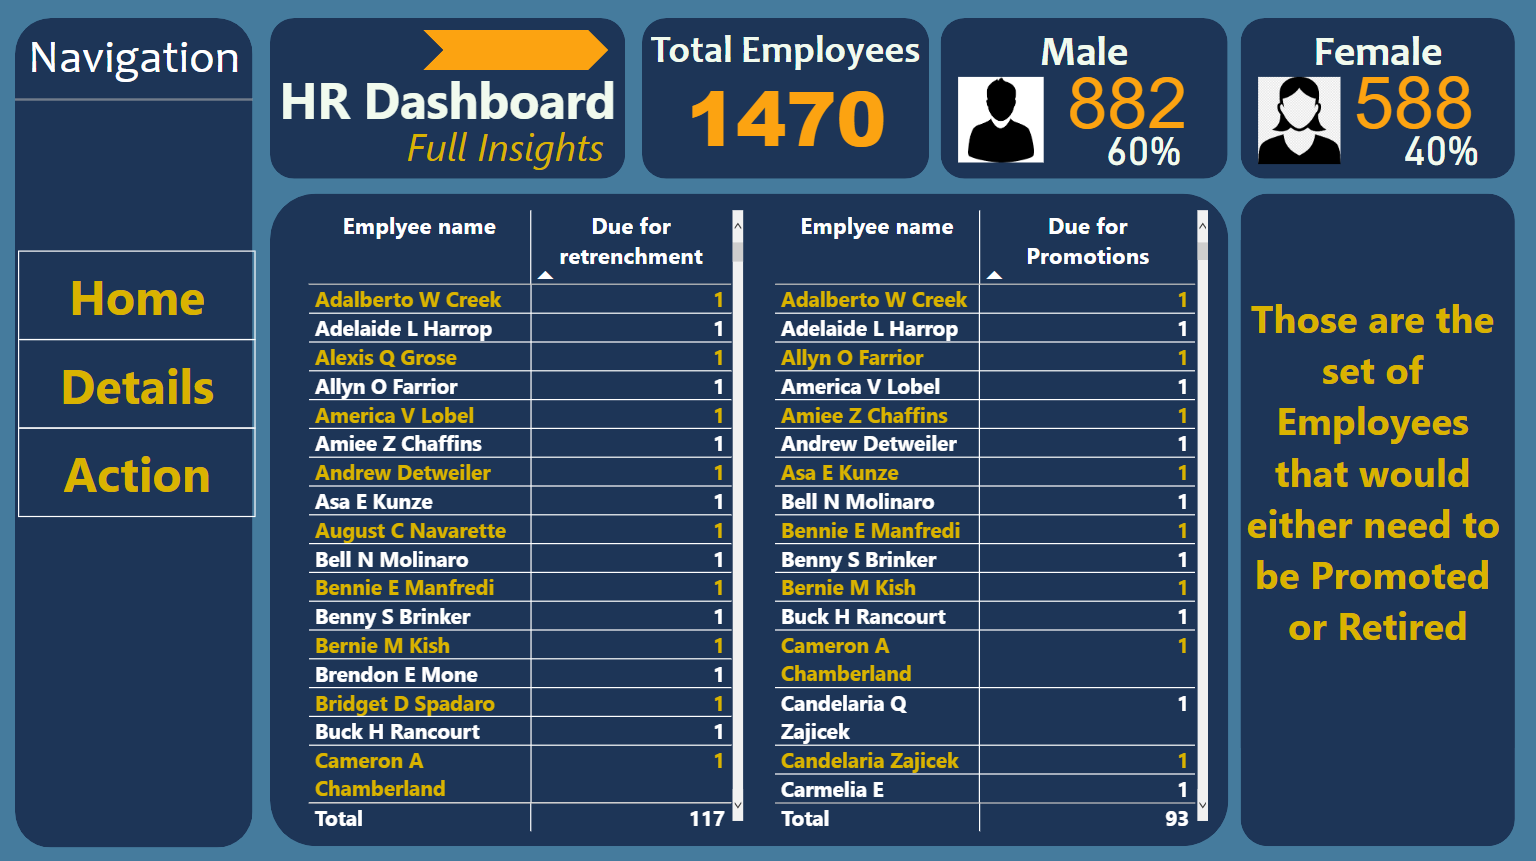 Navigation
Home
Details
Action
HR Dashboard
Full Insights
Total Employees
1470
Male
882
60%
Female
588
40%
Emplyee name Due for
retrenchment
Adalberto W Creek 1
Adelaide L Harrop 1
Alexis Q Grose 1
Allyn O Farrior 1
America V Lobel 1
Amiee Z Chaffins 1
Andrew Detweiler 1
Asa E Kunze 1
August C Navarette 1
Bell N Molinaro 1
Bennie E Manfredi 1
Benny S Brinker 1
Bernie M Kish 1
Brendon E Mone 1
Bridget D Spadaro 1
Buck H Rancourt 1
Cameron A 1
Chamberland
Total 117
Emplyee name Due for
Promotions
Adalberto W Creek 1
Adelaide L Harrop 1
Allyn O Farrior 1
America V Lobel 1
Amiee Z Chaffins 1
Andrew Detweiler 1
Asa E Kunze 1
Bell N Molinaro 1
Bennie E Manfredi 1
Benny S Brinker 1
Bernie M Kish 1
Buck H Rancourt 1
Cameron A 1
Chamberland
Candelaria Q 1
Zajicek
Candelaria Zajicek 1
Carmelia E 1
Total 93
Those are the
set of
Employees
that would
either need to
be Promoted
or Retired